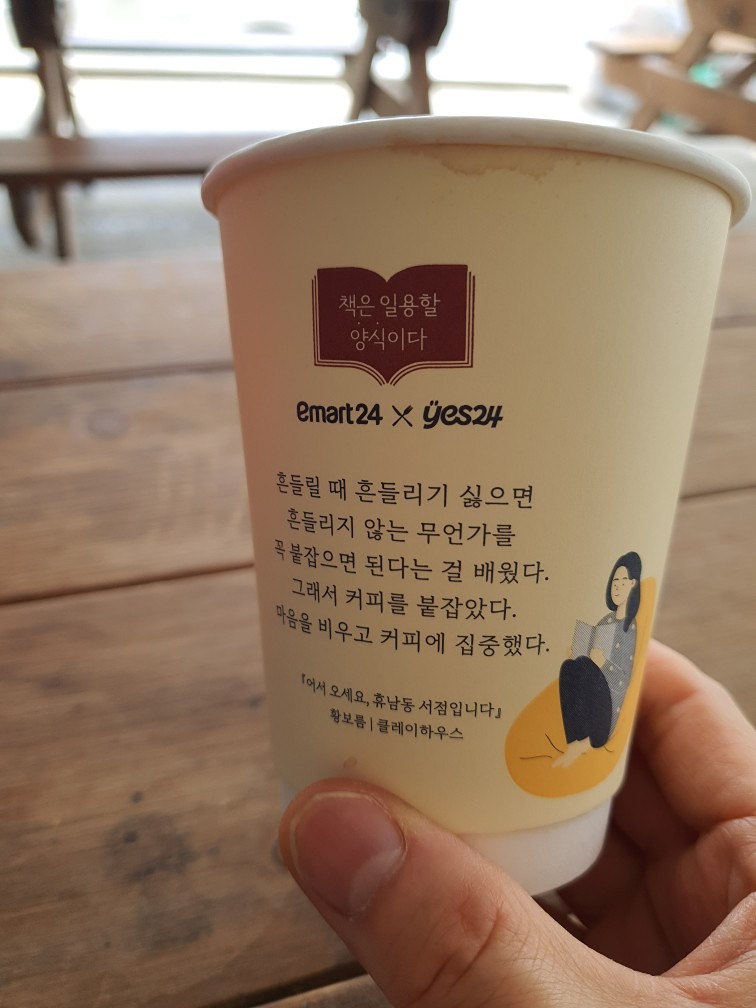 책은 일용할
양식이다
emart24 × yes24
흔들릴 때 흔들리기 싫으면
흔들리지 않는 무언가를
꼭 붙잡으면 된다는 걸 배웠다.
그래서 커피를 붙잡았다.
마음을 비우고 커피에 집중했다.
『어서 오세요, 휴남동 서점입니다』
황보름 | 클레이하우스